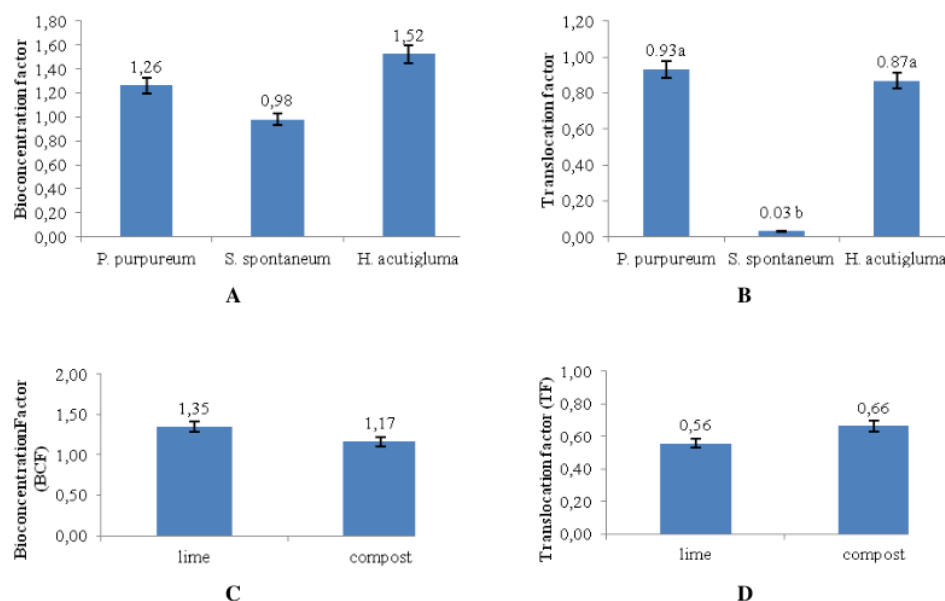 Bioconcentration factor
1,80
1,60
1,40
1,20
1,00
0,80
0,60
0,40
0,20
0,00
1,26
0,98
1,52
P. purpureum S. spontaneum H. acutigluma
A
Translocation factor
1,20
1,00
0,80
0,60
0,40
0,20
0,00
0.93a
0.03 b
0.87a
P. purpureum S. spontaneum H. acutigluma
B
BioconcentrationFactor
(BCF)
2,00
1,50
1,00
0,50
0,00
1,35
1,17
lime compost
C
Translocation factor (TF)
1,00
0,80
0,60
0,40
0,20
0,00
0,56
0,66
lime compost
D